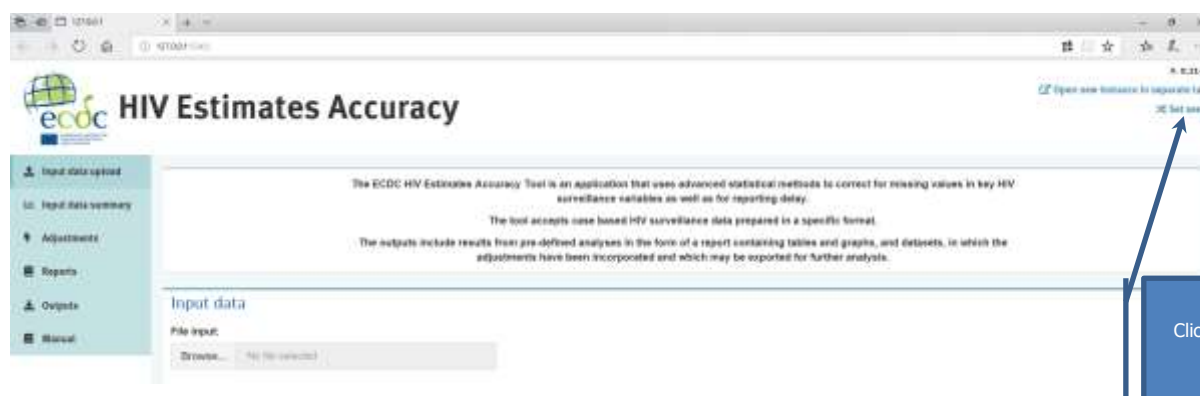 127.0.0.1
ecdc
HIV Estimates Accuracy
Open new instance in separate
Set
Input data upload
Input data summary
Adjustments
Reports
Outputs
Manual
The ECDC HIV Estimates Accuracy Tool is an application that uses advanced statistical methods to correct for missing values in key HIV
surveillance variables as well as for reporting delay.
The tool accepts case based HIV surveillance data prepared in a specific format.
The outputs include results from pre-defined analyses in the form of a report containing tables and graphs, and datasets, in which the
adjustments have been incorporated and which may be exported for further analysis.
Input data
File input:
Browse... No file selected
Clic